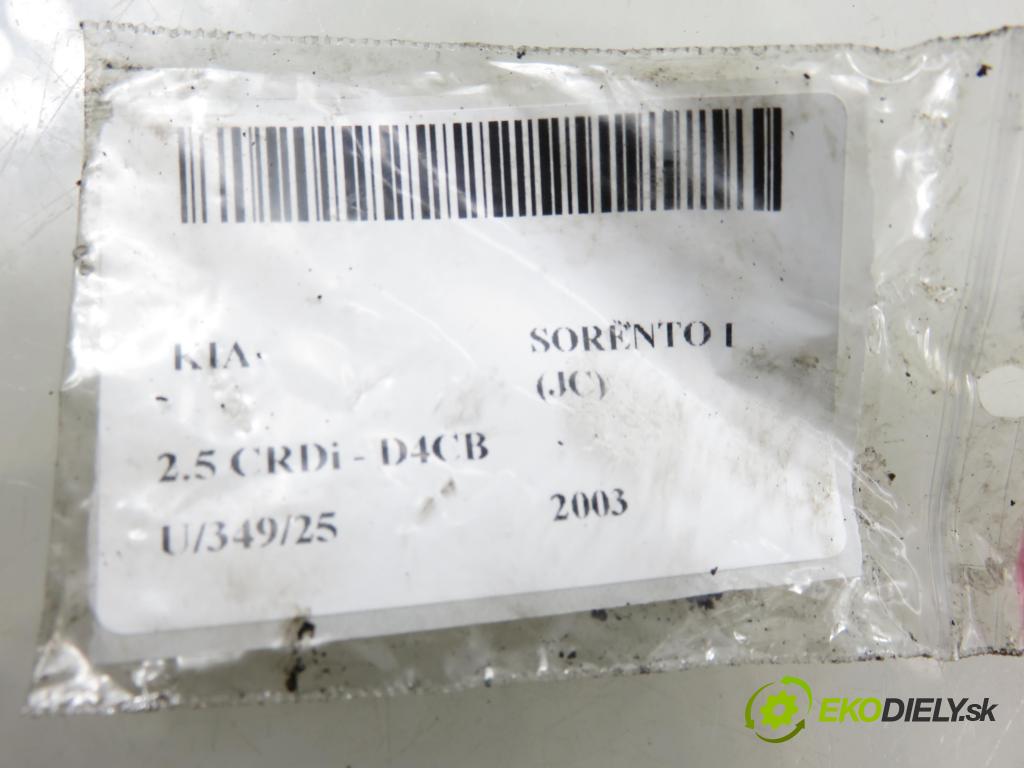 KIA
SORENTO I
(JC)
2.5 CRDi - D4CB
U/349/25
2003
EKODIELY.sk